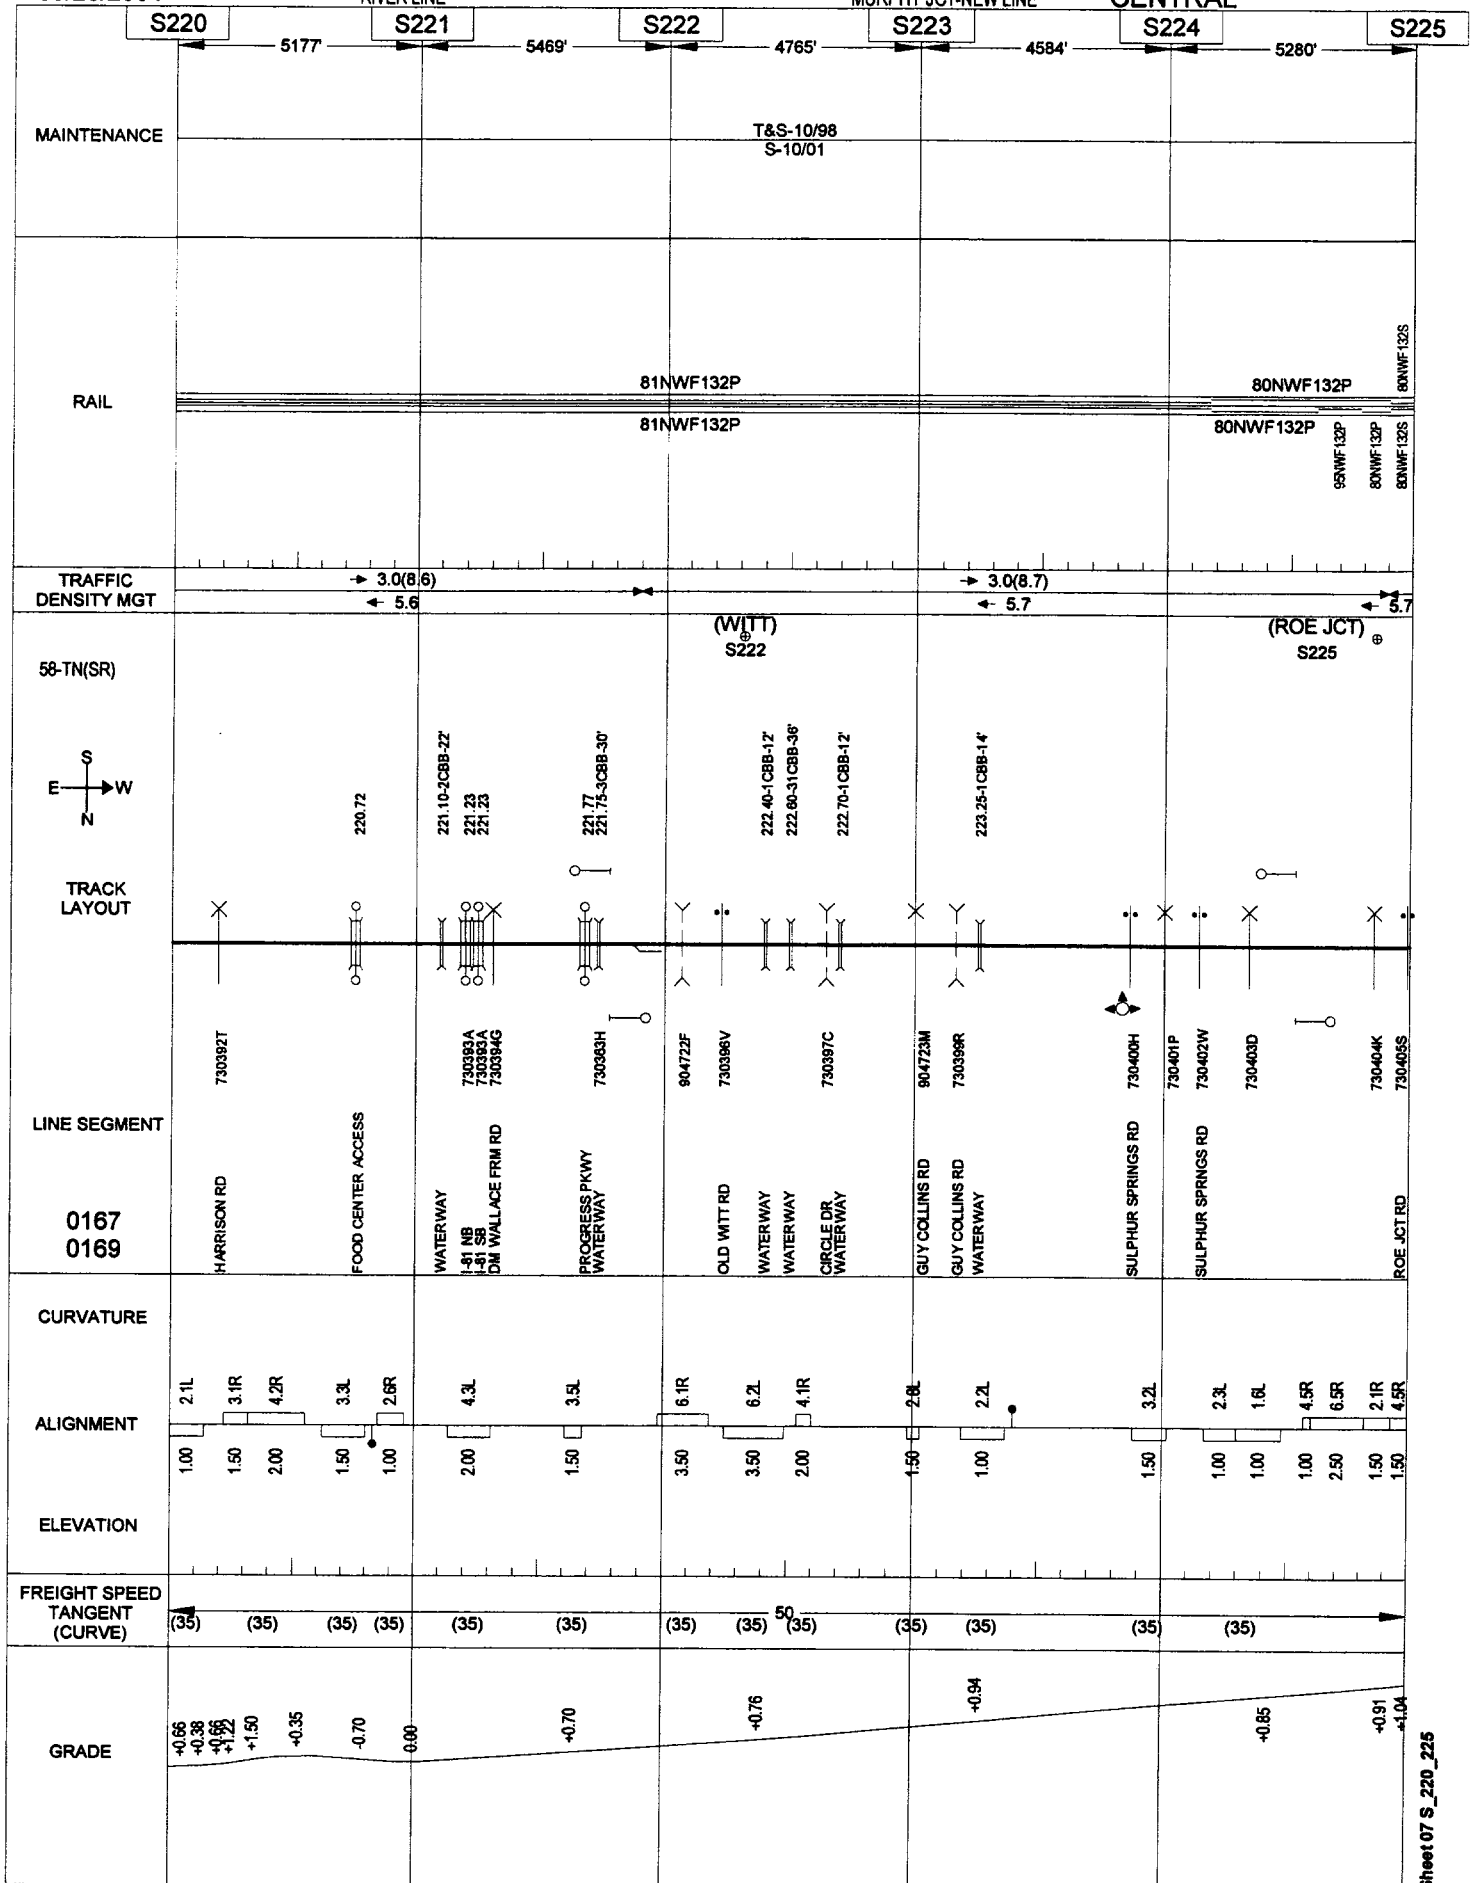 RIVER LINE
MURPHY JCT-NEW LINE
CENTRAL
S220 S221 S222 S223 S224 S225
5177' 5469' 4765' 4584' 5280'
MAINTENANCE
T&S-10/98
S-10/01
RAIL
81NWF132P
81NWF132P
80NWF132P
80NWF132S
80NWF132P
95NWF132P
80NWF132P
80NWF132S
TRAFFIC
DENSITY MGT
3.0(8.6)
5.6
3.0(8.7)
5.7
5.7
(WITT)
S222
(ROE JCT)
S225
58-TN(SR)
S
E W
N
220.72
221.10-2CBB-22'
221.23
221.23
221.77
221.75-3CBB-30'
222.40-1CBB-12'
222.60-31CBB-36'
222.70-1CBB-12'
223.25-1CBB-14'
TRACK
LAYOUT
730392T
730393A
730393A
730394G
730363H
904722F
730396V
730397C
904723M
730399R
730400H
730401P
730402W
730403D
730404K
730405S
LINE SEGMENT
0167
0169
HARRISON RD
FOOD CENTER ACCESS
WATERWAY
I-81 NB
I-81 SB
DM WALLACE FRM RD
PROGRESS PKWY
WATERWAY
OLD WITT RD
WATERWAY
WATERWAY
CIRCLE DR
WATERWAY
GUY COLLINS RD
GUY COLLINS RD
WATERWAY
SULPHUR SPRINGS RD
SULPHUR SPRINGS RD
ROE JCT RD
CURVATURE
2.1L 3.1R 4.2R 3.3L 2.6R 4.3L 3.5L 6.1R 6.2L 4.1R 2.8L 2.2L 3.2L 2.3L 1.6L 4.5R 6.5R 2.1R 4.5R
ALIGNMENT
1.00 1.50 2.00 1.50 1.00 2.00 1.50 3.50 3.50 2.00 1.50 1.00 1.50 1.00 1.00 1.00 2.50 1.50 1.50
ELEVATION
FREIGHT SPEED
TANGENT
(CURVE)
50
(35) (35) (35) (35) (35) (35) (35) (35) (35) (35) (35) (35) (35)
GRADE
+0.66
+0.38
+0.66
+1.22
+1.50
+0.35
-0.70
0.00
+0.70
+0.76
+0.94
+0.85
+0.91
+1.04
Sheet 07 S_220_225